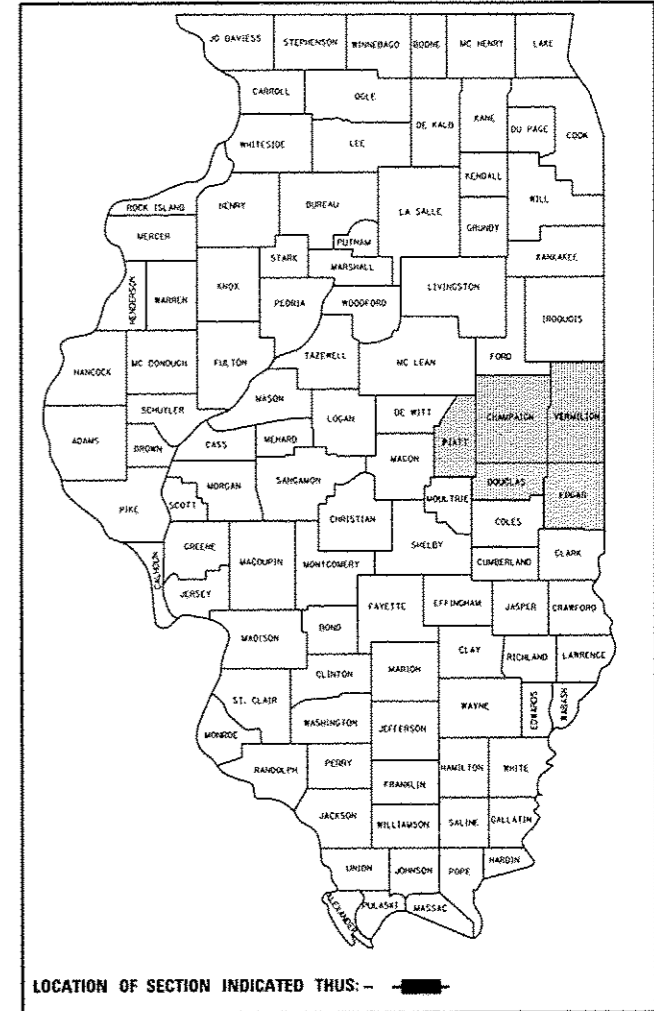 JO DAVIESS STEPHENSON WINNEBAGO BOONE MC HENRY LAKE
CARROLL OGLE DE KALB KANE DU PAGE COOK
WHITESIDE LEE
KENDALL WILL
ROCK ISLAND HENRY BUREAU LA SALLE GRUNDY
MERCER PUTNAM
STARK MARSHALL KANKAKEE
HENDERSON WARREN KNOX PEORIA WOODFORD LIVINGSTON IROQUOIS
HANCOCK MC DONOUGH FULTON TAZEWELL MC LEAN FORD
SCHUYLER MASON DE WITT CHAMPAIGN VERMILION
ADAMS BROWN CASS MENARD LOGAN MACON PIATT
PIKE SCOTT MORGAN SANGAMON MOULTRIE DOUGLAS EDGAR
CHRISTIAN COLES
CALHOUN GREENE MACOUPIN MONTGOMERY SHELBY CUMBERLAND CLARK
JERSEY FAYETTE EFFINGHAM JASPER CRAWFORD
MADISON BOND CLAY RICHLAND LAWRENCE
CLINTON MARION
ST. CLAIR WASHINGTON JEFFERSON WAYNE EDWARDS WABASH
MONROE
RANDOLPH PERRY FRANKLIN HAMILTON WHITE
JACKSON WILLIAMSON SALINE GALLATIN
UNION JOHNSON POPE HARDIN
ALEXANDER PULASKI MASSAC
LOCATION OF SECTION INDICATED THUS: –